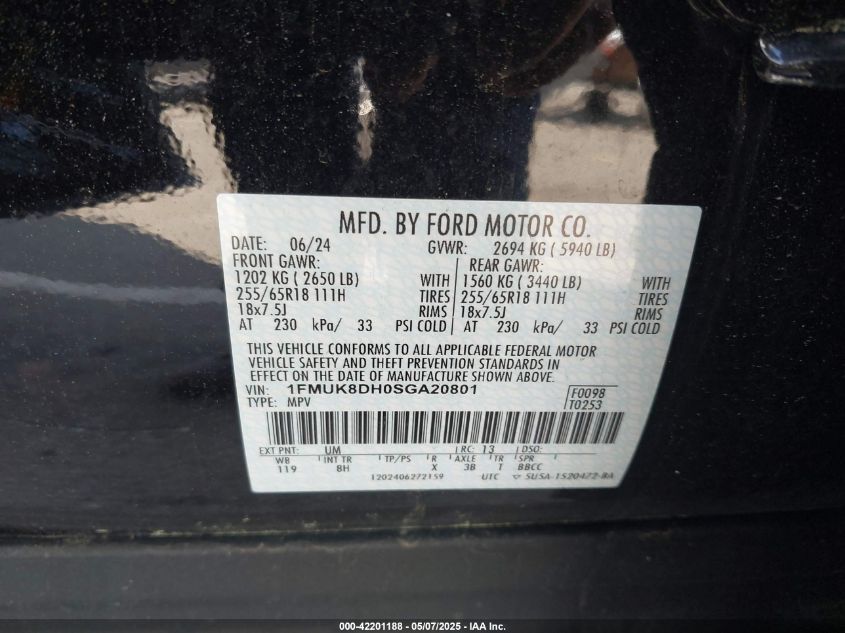 MFD. BY FORD MOTOR CO.
DATE: 06/24 GVWR: 2694 KG ( 5940 LB)
FRONT GAWR: REAR GAWR:
1202 KG ( 2650 LB) WITH 1560 KG ( 3440 LB) WITH
255/65R18 111H TIRES 255/65R18 111H TIRES
18x7.5J RIMS 18x7.5J RIMS
AT 230 kPa/ 33 PSI COLD AT 230 kPa/ 33 PSI COLD
THIS VEHICLE CONFORMS TO ALL APPLICABLE FEDERAL MOTOR
VEHICLE SAFETY AND THEFT PREVENTION STANDARDS IN
EFFECT ON THE DATE OF MANUFACTURE SHOWN ABOVE.
VIN: 1FMUK8DH0SGA20801 F0098
TYPE: MPV T0253
EXT PNT: UM RC: 13 DSO:
WB INT TR TP/PS R AXLE TR SPR
119 8H X 3B T BBCC
1202406272159 UTC SU5A-1520472-BA
000-42201188 — 05/07/2025 — IAA Inc.